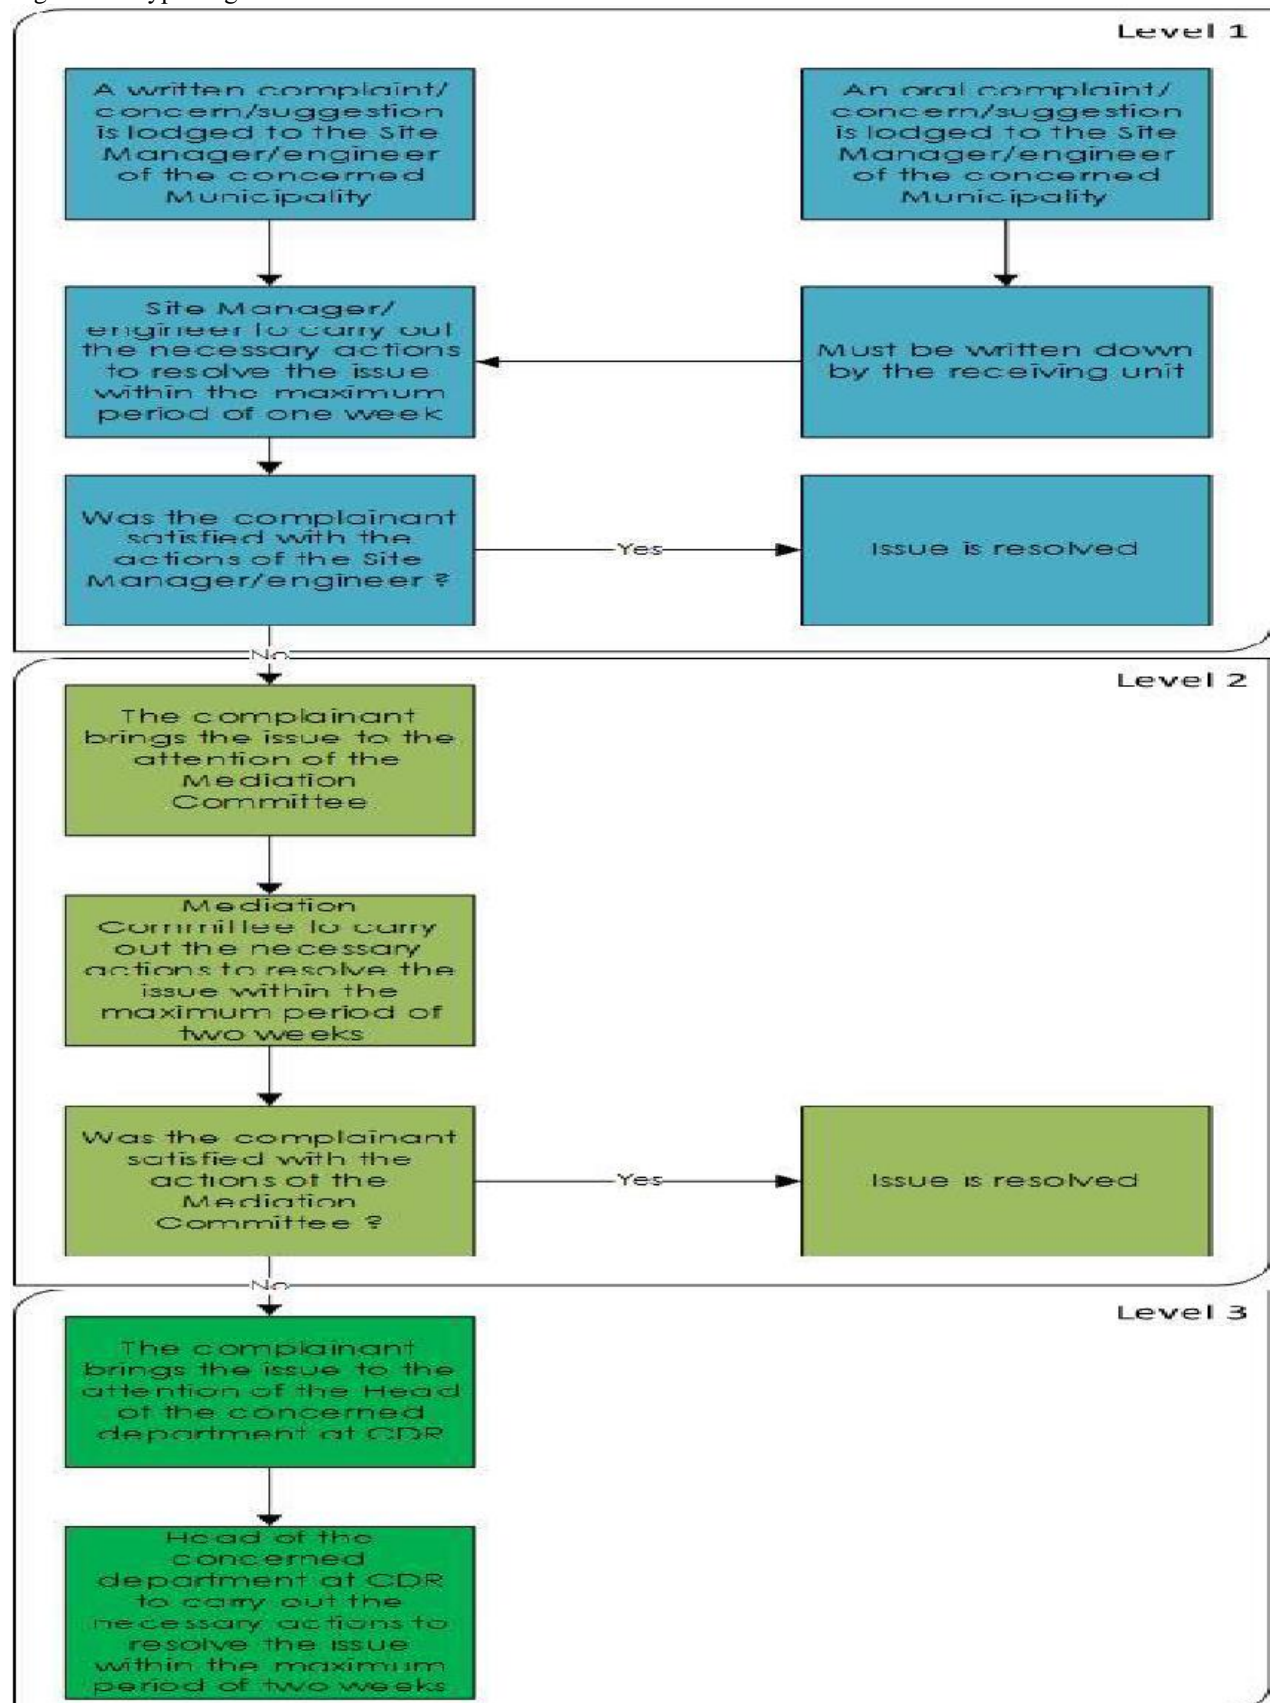 Level 1
A written complaint/
concern/suggestion
is lodged to the Site
Manager/engineer
of the concerned
Municipality
An oral complaint/
concern/suggestion
is lodged to the Site
Manager/engineer
of the concerned
Municipality
Site Manager/
engineer to carry out
the necessary actions
to resolve the issue
within the maximum
period of one week
Must be written down
by the receiving unit
Was the complainant
satisfied with the
actions of the Site
Manager/engineer ?
Yes
Issue is resolved
No
Level 2
The complainant
brings the issue to the
attention of the
Mediation
Committee
Mediation
Committee to carry
out the necessary
actions to resolve the
issue within the
maximum period of
two weeks
Was the complainant
satisfied with the
actions of the
Mediation
Committee ?
Yes
Issue is resolved
No
Level 3
The complainant
brings the issue to the
attention of the Head
of the concerned
department at CDR
Head of the
concerned
department at CDR
to carry out the
necessary actions to
resolve the issue
within the maximum
period of two weeks